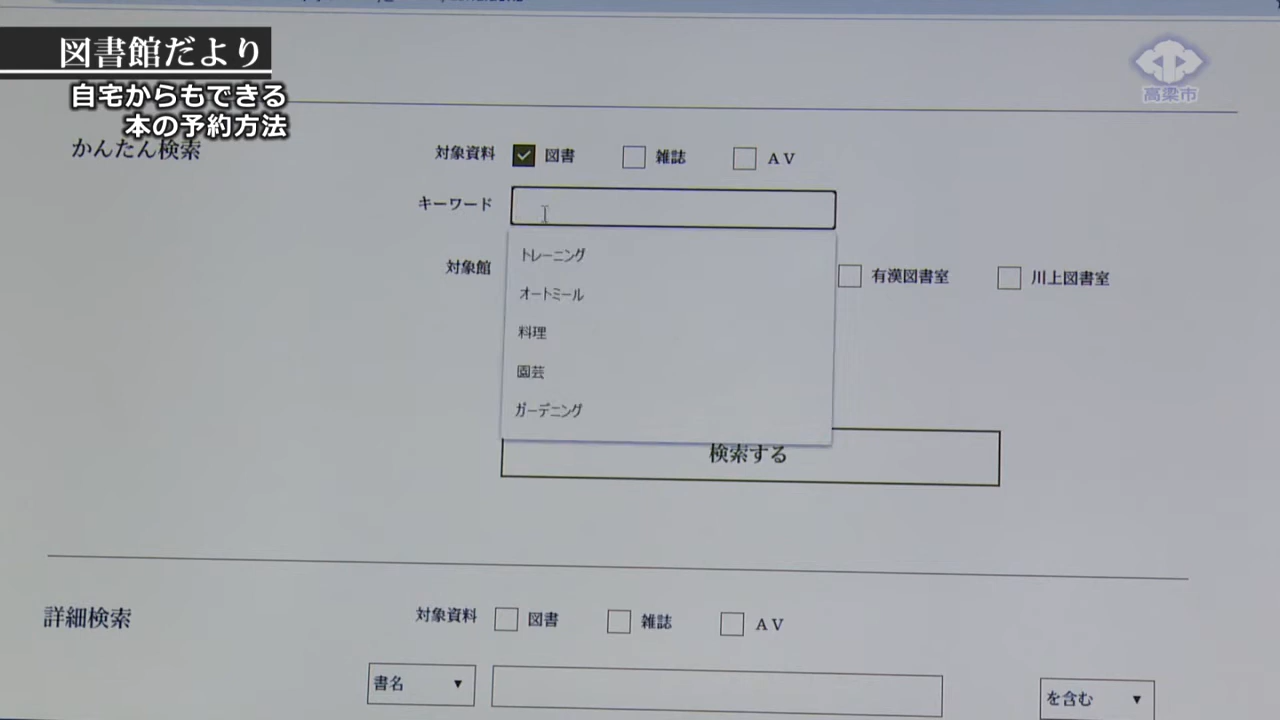 図書館だより
自宅からもできる
本の予約方法
高梁市
かんたん検索
対象資料 図書 雑誌 AV
キーワード
トレーニング
オートミール
料理
園芸
ガーデニング
対象館 有漢図書室 川上図書室
検索する
詳細検索
対象資料 図書 雑誌 AV
書名 を含む